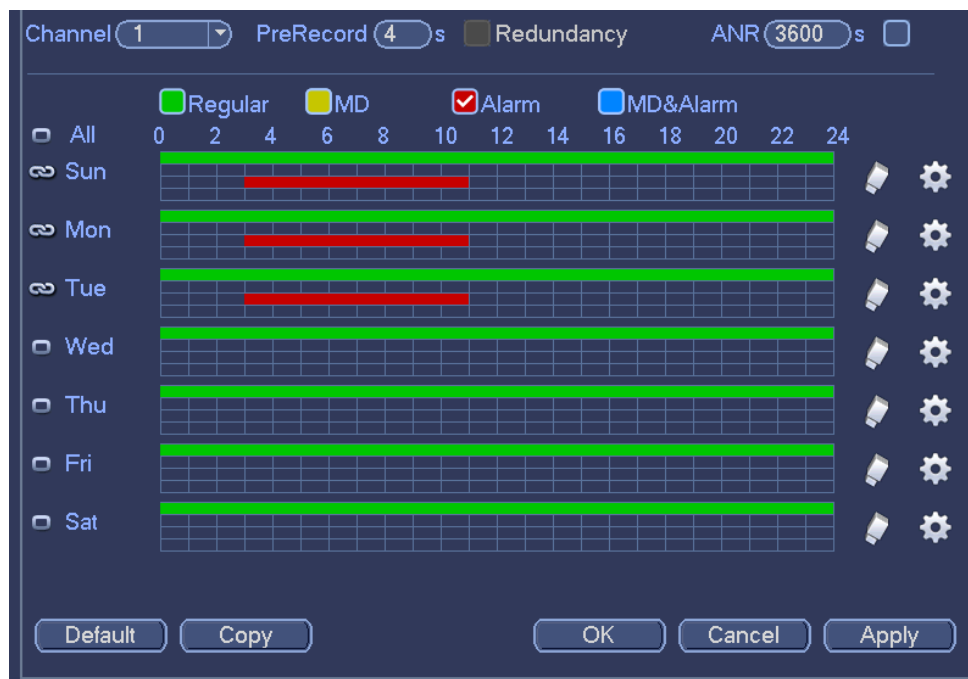 Channel 1 PreRecord 4 s Redundancy ANR 3600 s
Regular MD Alarm MD&Alarm
All 0 2 4 6 8 10 12 14 16 18 20 22 24
Sun
Mon
Tue
Wed
Thu
Fri
Sat
Default Copy OK Cancel Apply